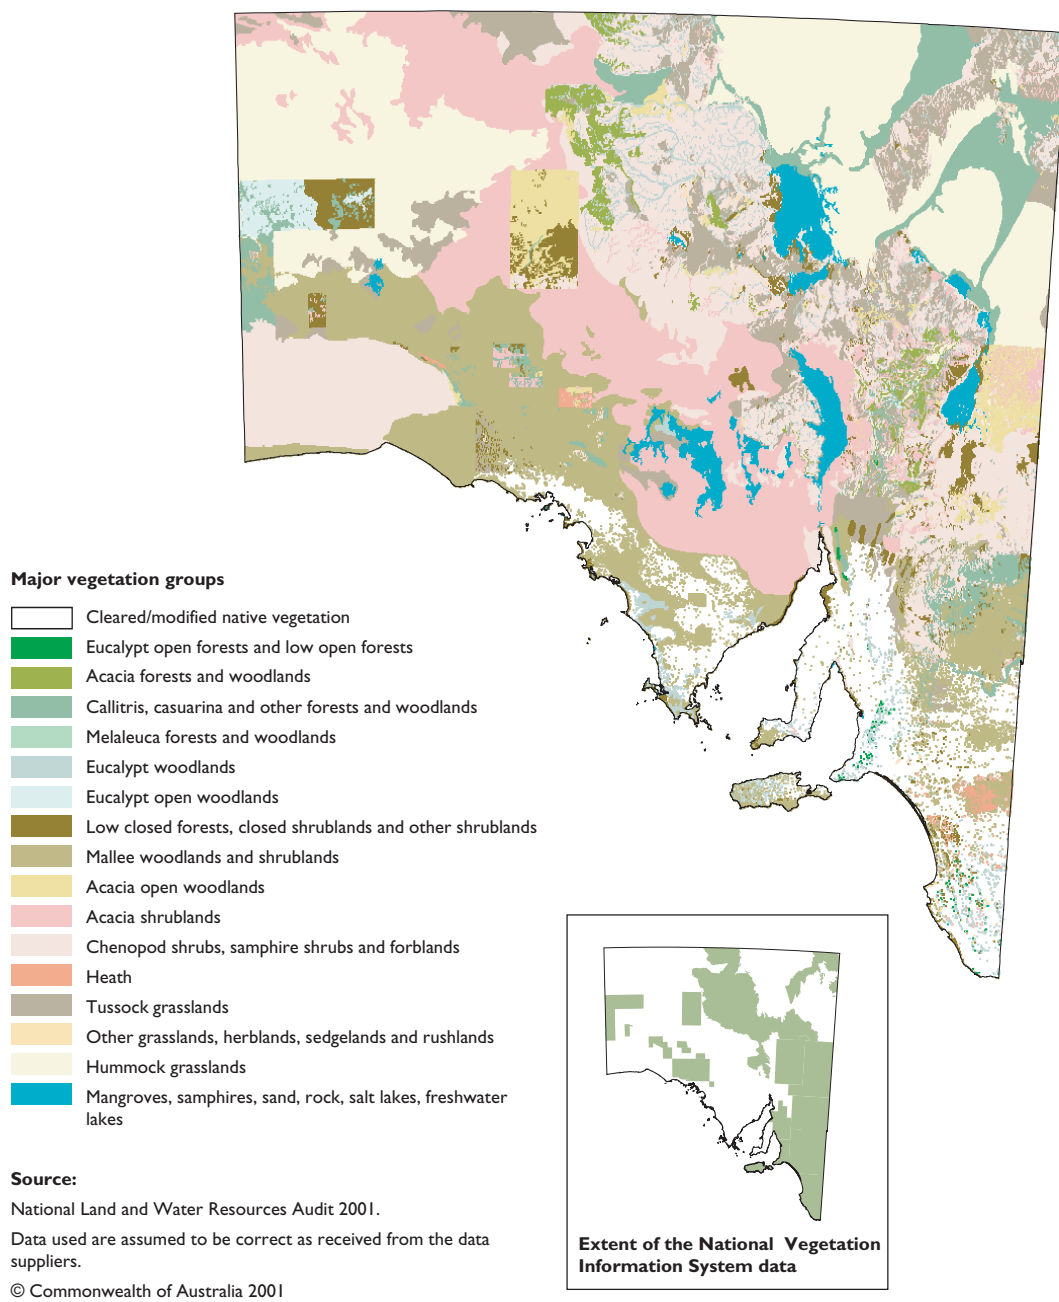 Major vegetation groups
Cleared/modified native vegetation
Eucalypt open forests and low open forests
Acacia forests and woodlands
Callitris, casuarina and other forests and woodlands
Melaleuca forests and woodlands
Eucalypt woodlands
Eucalypt open woodlands
Low closed forests, closed shrublands and other shrublands
Mallee woodlands and shrublands
Acacia open woodlands
Acacia shrublands
Chenopod shrubs, samphire shrubs and forblands
Heath
Tussock grasslands
Other grasslands, herblands, sedgelands and rushlands
Hummock grasslands
Mangroves, samphires, sand, rock, salt lakes, freshwater
lakes
Source:
National Land and Water Resources Audit 2001.
Data used are assumed to be correct as received from the data
suppliers.
© Commonwealth of Australia 2001
Extent of the National Vegetation
Information System data